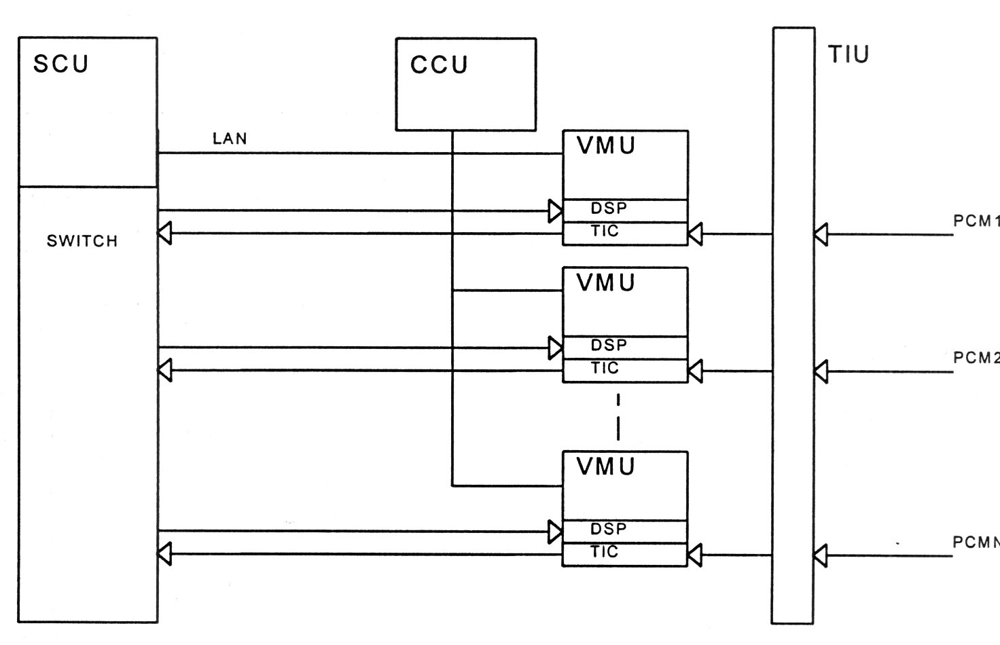 SCU
CCU
TIU
LAN
VMU
DSP
TIC
PCM1
SWITCH
VMU
DSP
TIC
PCM2
VMU
DSP
TIC
PCMN